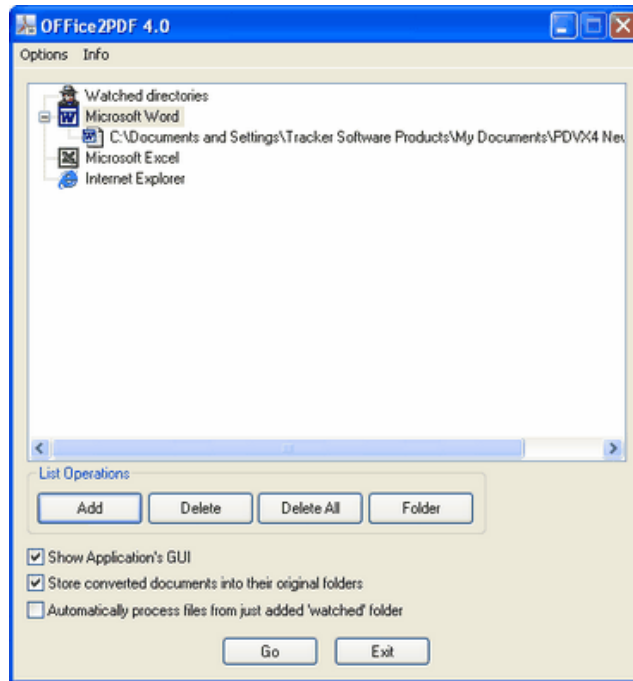 OFFice2PDF 4.0
Options Info
Watched directories
Microsoft Word
C:\Documents and Settings\Tracker Software Products\My Documents\PDVX4 Nev
Microsoft Excel
Internet Explorer
List Operations
Add Delete Delete All Folder
Show Application's GUI
Store converted documents into their original folders
Automatically process files from just added 'watched' folder
Go Exit